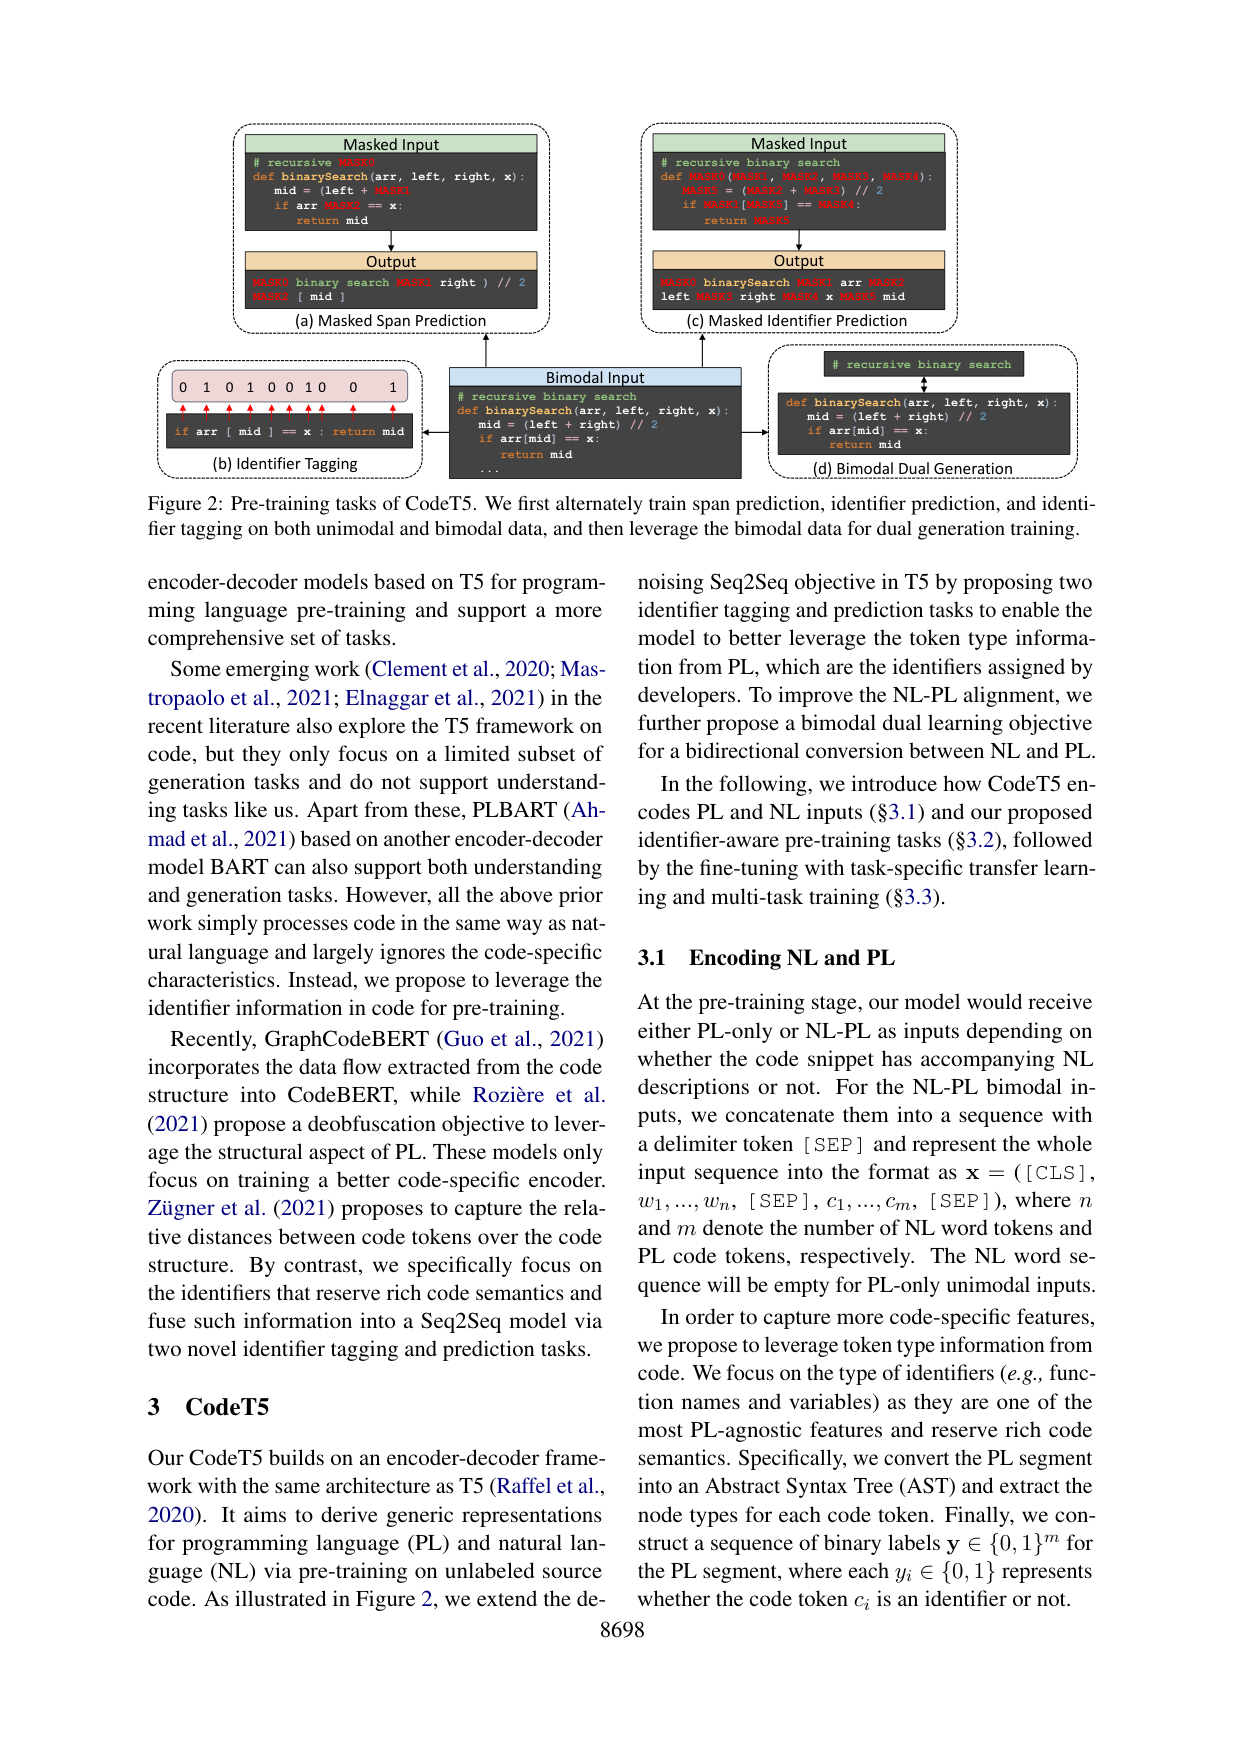 Masked Input
# recursive MASK0
def binarySearch(arr, left, right, x):
mid = (left + MASK1
if arr MASK2 == x:
return mid
Output
MASK0 binary search MASK1 right ) // 2
MASK2 [ mid ]
(a) Masked Span Prediction
Masked Input
# recursive binary search
def MASK0(MASK1, MASK2, MASK3, MASK4):
MASK5 = (MASK2 + MASK3) // 2
if MASK1[MASK5] == MASK4:
return MASK5
Output
MASK0 binarySearch MASK1 arr MASK2
left MASK3 right MASK4 x MASK5 mid
(c) Masked Identifier Prediction
0 1 0 1 0 0 1 0 0 1
if arr [ mid ] == x : return mid
(b) Identifier Tagging
Bimodal Input
# recursive binary search
def binarySearch(arr, left, right, x):
mid = (left + right) // 2
if arr[mid] == x:
return mid
...
# recursive binary search
def binarySearch(arr, left, right, x):
mid = (left + right) // 2
if arr[mid] == x:
return mid
(d) Bimodal Dual Generation
Figure 2: Pre-training tasks of CodeT5. We first alternately train span prediction, identifier prediction, and identi-
fier tagging on both unimodal and bimodal data, and then leverage the bimodal data for dual generation training.
encoder-decoder models based on T5 for program-
ming language pre-training and support a more
comprehensive set of tasks.
Some emerging work (Clement et al., 2020; Mas-
tropaolo et al., 2021; Elnaggar et al., 2021) in the
recent literature also explore the T5 framework on
code, but they only focus on a limited subset of
generation tasks and do not support understand-
ing tasks like us. Apart from these, PLBART (Ah-
mad et al., 2021) based on another encoder-decoder
model BART can also support both understanding
and generation tasks. However, all the above prior
work simply processes code in the same way as nat-
ural language and largely ignores the code-specific
characteristics. Instead, we propose to leverage the
identifier information in code for pre-training.
Recently, GraphCodeBERT (Guo et al., 2021)
incorporates the data flow extracted from the code
structure into CodeBERT, while Rozière et al.
(2021) propose a deobfuscation objective to lever-
age the structural aspect of PL. These models only
focus on training a better code-specific encoder.
Zügner et al. (2021) proposes to capture the rela-
tive distances between code tokens over the code
structure. By contrast, we specifically focus on
the identifiers that reserve rich code semantics and
fuse such information into a Seq2Seq model via
two novel identifier tagging and prediction tasks.
3 CodeT5
Our CodeT5 builds on an encoder-decoder frame-
work with the same architecture as T5 (Raffel et al.,
2020). It aims to derive generic representations
for programming language (PL) and natural lan-
guage (NL) via pre-training on unlabeled source
code. As illustrated in Figure 2, we extend the de-
noising Seq2Seq objective in T5 by proposing two
identifier tagging and prediction tasks to enable the
model to better leverage the token type informa-
tion from PL, which are the identifiers assigned by
developers. To improve the NL-PL alignment, we
further propose a bimodal dual learning objective
for a bidirectional conversion between NL and PL.
In the following, we introduce how CodeT5 en-
codes PL and NL inputs (§3.1) and our proposed
identifier-aware pre-training tasks (§3.2), followed
by the fine-tuning with task-specific transfer learn-
ing and multi-task training (§3.3).
3.1 Encoding NL and PL
At the pre-training stage, our model would receive
either PL-only or NL-PL as inputs depending on
whether the code snippet has accompanying NL
descriptions or not. For the NL-PL bimodal in-
puts, we concatenate them into a sequence with
a delimiter token [SEP] and represent the whole
input sequence into the format as x = ([CLS],
w₁, ..., wₙ, [SEP], c₁, ..., cₘ, [SEP]), where n
and m denote the number of NL word tokens and
PL code tokens, respectively. The NL word se-
quence will be empty for PL-only unimodal inputs.
In order to capture more code-specific features,
we propose to leverage token type information from
code. We focus on the type of identifiers (e.g., func-
tion names and variables) as they are one of the
most PL-agnostic features and reserve rich code
semantics. Specifically, we convert the PL segment
into an Abstract Syntax Tree (AST) and extract the
node types for each code token. Finally, we con-
struct a sequence of binary labels y ∈ {0, 1}ᵐ for
the PL segment, where each yᵢ ∈ {0, 1} represents
whether the code token cᵢ is an identifier or not.
8698